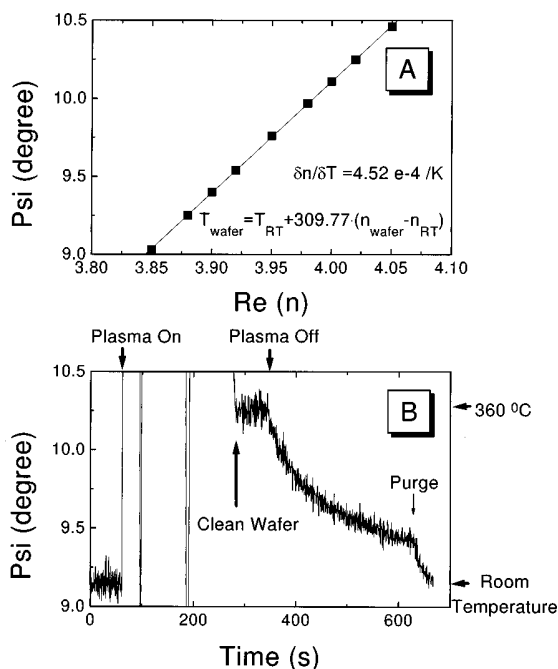 10.5
10.0
9.5
9.0
Psi (degree)
A
δn/δT =4.52 e-4 /K
T_wafer=T_RT+309.77·(n_wafer-n_RT)
3.80 3.85 3.90 3.95 4.00 4.05 4.10
Re (n)
Plasma On
Plasma Off
10.5
10.0
9.5
9.0
Psi (degree)
B
360 ⁰C
Clean Wafer
Purge
Room
Temperature
0 200 400 600
Time (s)